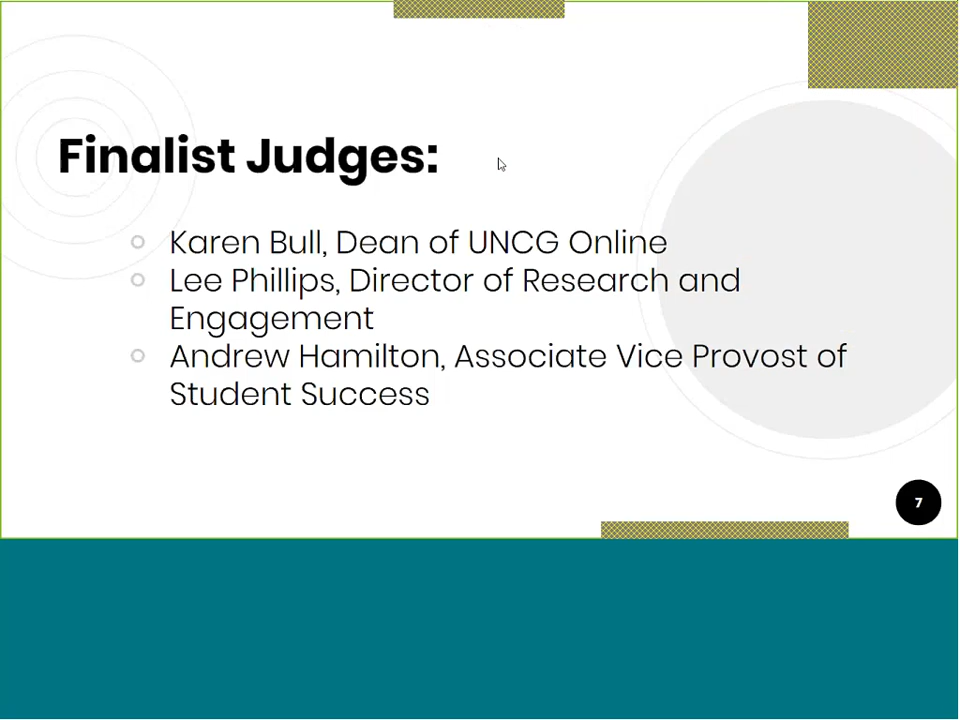 Finalist Judges:
Karen Bull, Dean of UNCG Online
Lee Phillips, Director of Research and
Engagement
Andrew Hamilton, Associate Vice Provost of
Student Success
7